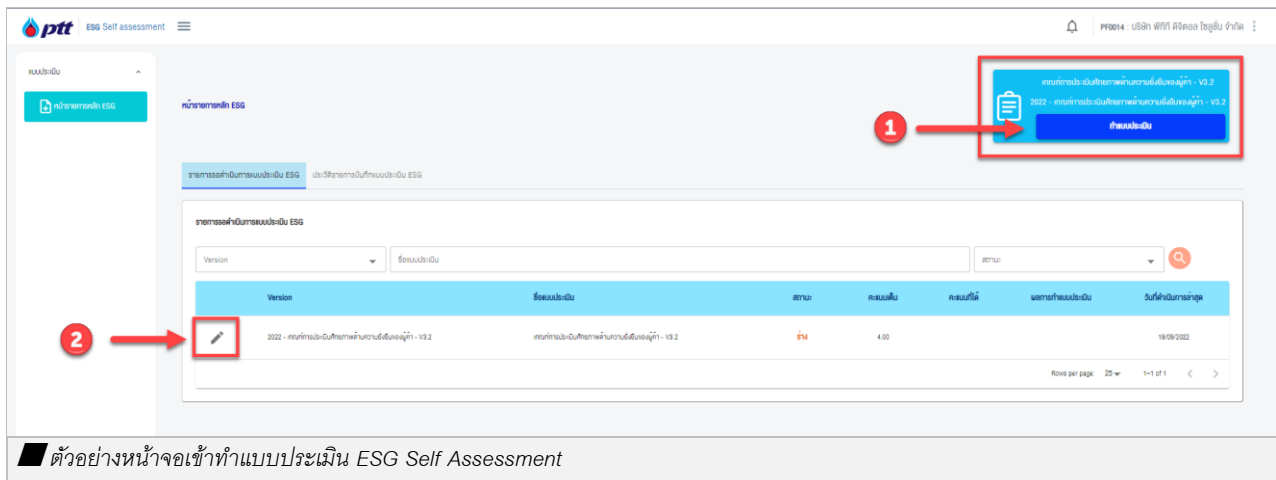 ptt ESG Self assessment
PF0014 : บริษัท พีทีที ดิจิตอล โซลูชั่น จำกัด
แบบประเมิน
หน้ารายการหลัก ESG
หน้ารายการหลัก ESG
เกณฑ์การประเมินศักยภาพด้านความยั่งยืนของผู้ค้า - V3.2
2022 - เกณฑ์การประเมินศักยภาพด้านความยั่งยืนของผู้ค้า - V3.2
1
ทำแบบประเมิน
รายการรอดำเนินการแบบประเมิน ESG ประวัติรายการบันทึกแบบประเมิน ESG
รายการรอดำเนินการแบบประเมิน ESG
Version ชื่อแบบประเมิน สถานะ
Version ชื่อแบบประเมิน สถานะ คะแนนเต็ม คะแนนที่ได้ ผลการทำแบบประเมิน วันที่ดำเนินการล่าสุด
2 2022 - เกณฑ์การประเมินศักยภาพด้านความยั่งยืนของผู้ค้า - V3.2 เกณฑ์การประเมินศักยภาพด้านความยั่งยืนของผู้ค้า - V3.2 ร่าง 4.00 19/09/2022
Rows per page: 25 1-1 of 1
ตัวอย่างหน้าจอเข้าทำแบบประเมิน ESG Self Assessment